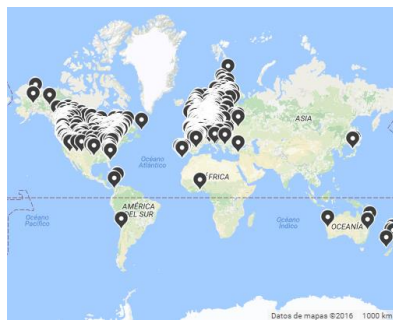 ASIA
Océano
Atlántico
ÁFRICA
AMÉRICA
DEL SUR
Océano
Índico
OCEANÍA
Océano
Pacífico
Datos de mapas ©2016 1000 km